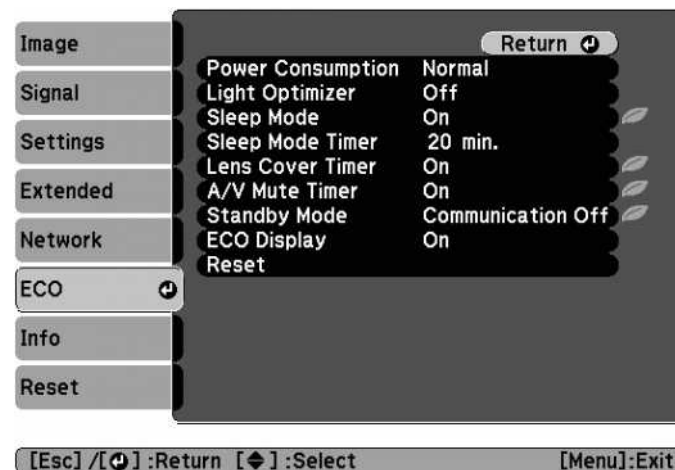 Image
Signal
Settings
Extended
Network
ECO
Info
Reset
Return
Power Consumption Normal
Light Optimizer Off
Sleep Mode On
Sleep Mode Timer 20 min.
Lens Cover Timer On
A/V Mute Timer On
Standby Mode Communication Off
ECO Display On
Reset
[Esc] /[ ] :Return [ ] :Select [Menu]:Exit